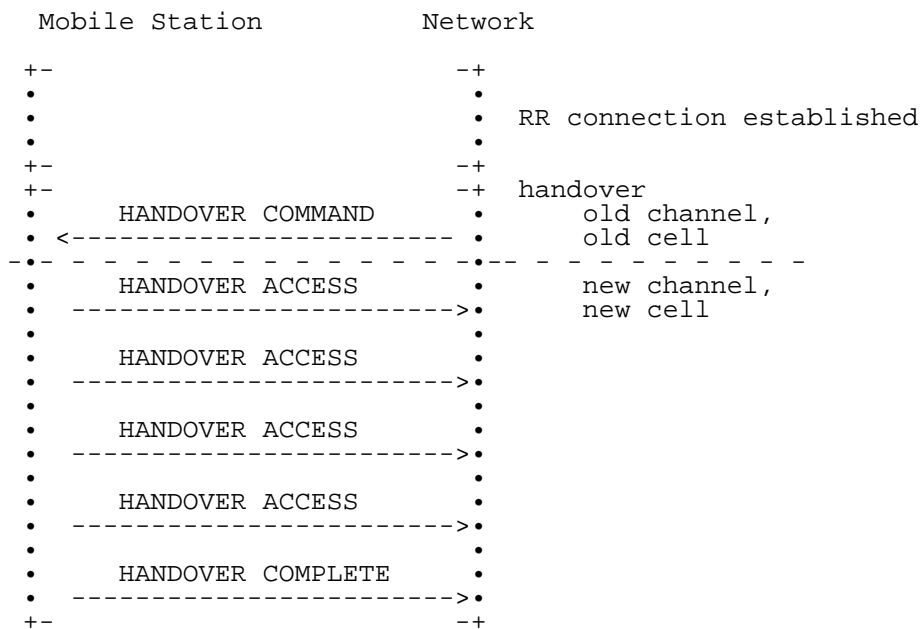 Mobile Station Network
RR connection established
handover
HANDOVER COMMAND old channel,
old cell
HANDOVER ACCESS new channel,
new cell
HANDOVER ACCESS
HANDOVER ACCESS
HANDOVER ACCESS
HANDOVER COMPLETE